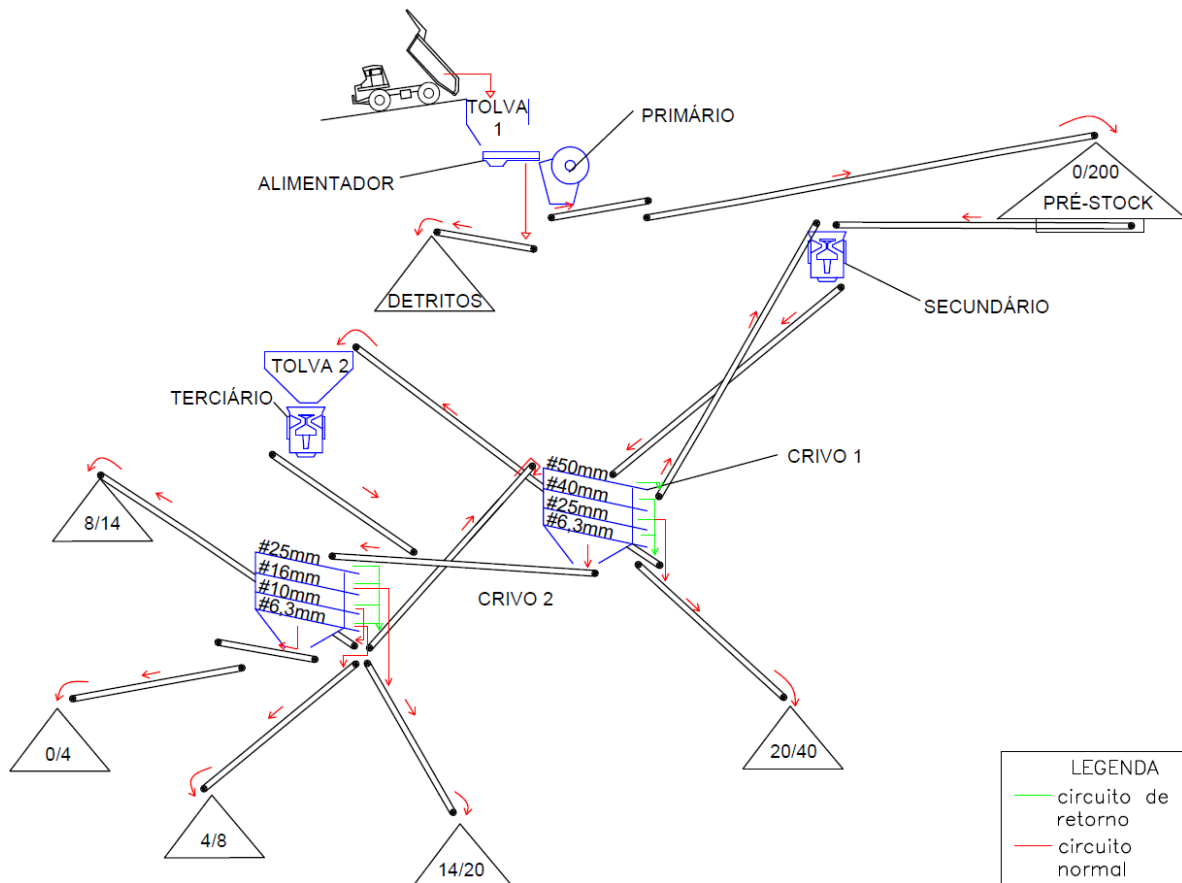 TOLVA
1
PRIMÁRIO
ALIMENTADOR
0/200
PRÉ-STOCK
DETRITOS
SECUNDÁRIO
TOLVA 2
TERCIÁRIO
CRIVO 1
#50mm
#40mm
#25mm
#6,3mm
8/14
#25mm
#16mm
#10mm
#6,3mm
CRIVO 2
0/4
20/40
4/8
14/20
LEGENDA
circuito de
retorno
circuito
normal